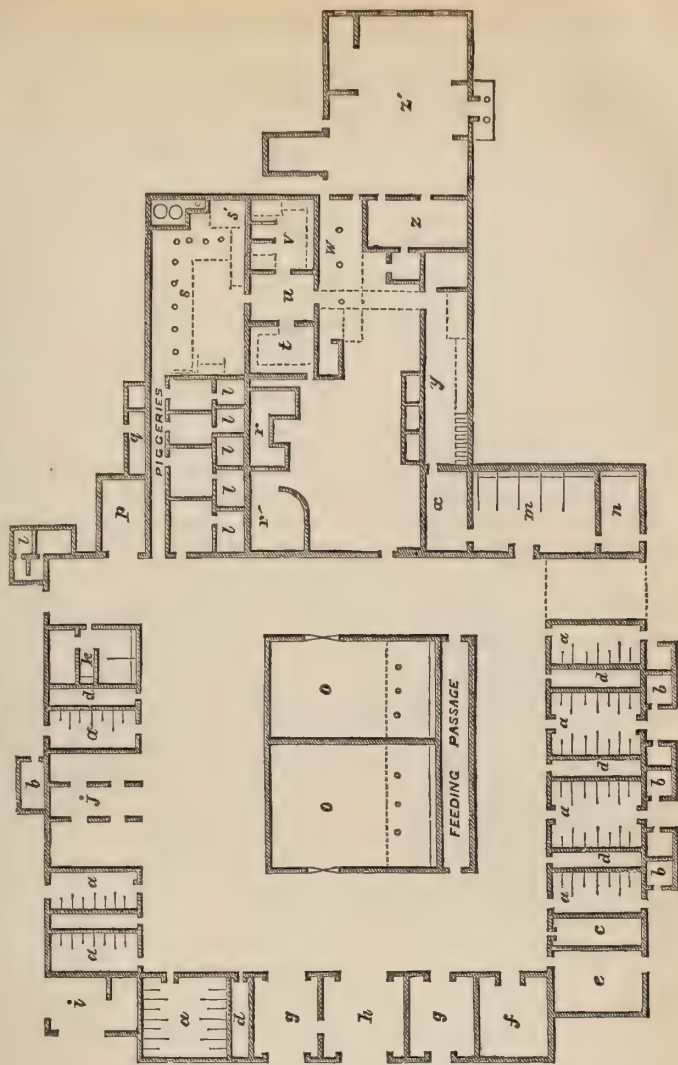 b
l
i
a
a
j
a
d
k
p
q
PIGGERIES
s
s'
a
l
l
l
l
l
d
r'
r
t
u
v
g
w
h
o
o
z'
z
g
y
x
FEEDING PASSAGE
f
m
e
c
a
d
a
d
a
d
a
n
b
b
b